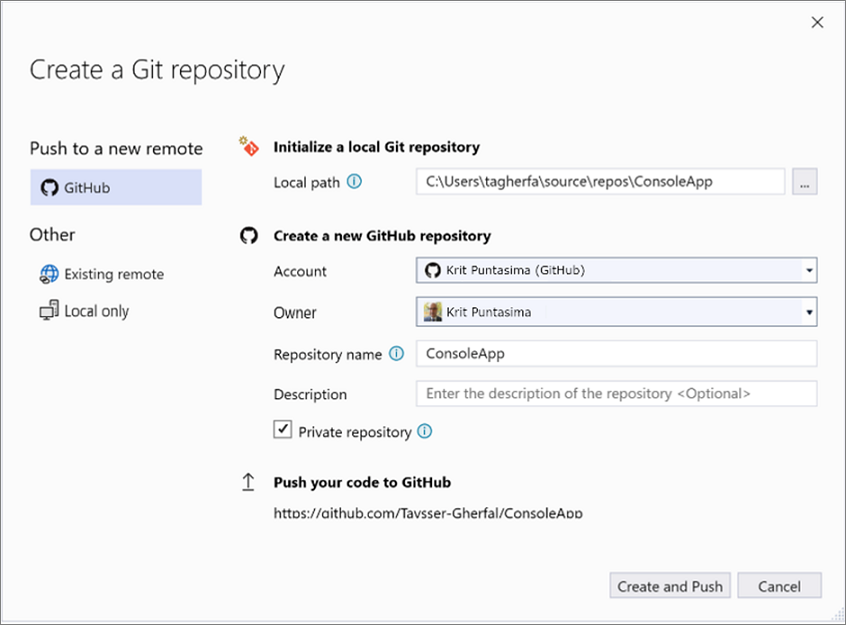 Create a Git repository
Push to a new remote
GitHub
Other
Existing remote
Local only
Initialize a local Git repository
Local path
C:\Users\tagherfa\source\repos\ConsoleApp
...
Create a new GitHub repository
Account
Krit Puntasima (GitHub)
Owner
Krit Puntasima
Repository name
ConsoleApp
Description
Enter the description of the repository <Optional>
Private repository
Push your code to GitHub
https://github.com/Taysser-Gherfal/ConsoleApp
Create and Push
Cancel